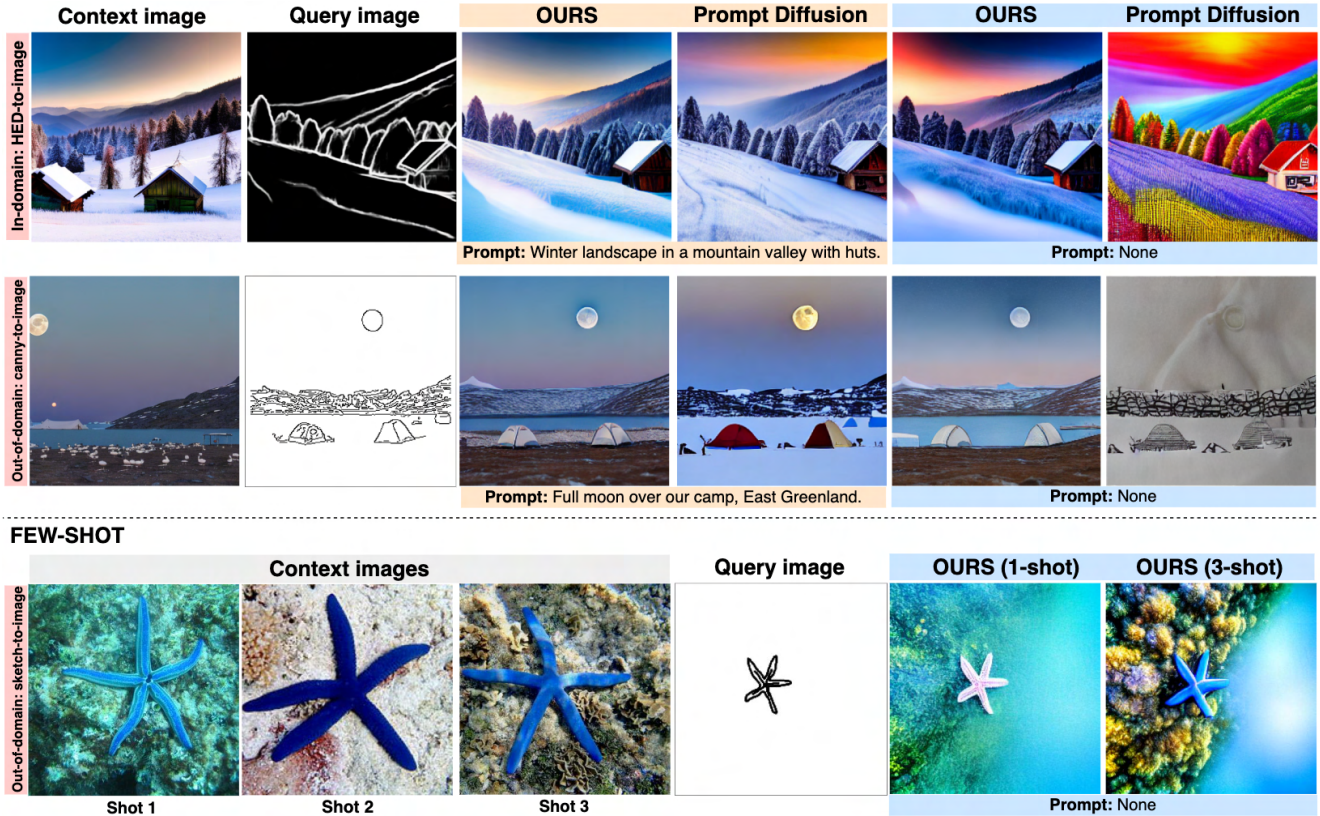 Context image
Query image
OURS
Prompt Diffusion
OURS
Prompt Diffusion
In-domain: HED-to-image
Prompt: Winter landscape in a mountain valley with huts.
Prompt: None
Out-of-domain: canny-to-image
Prompt: Full moon over our camp, East Greenland.
Prompt: None
FEW-SHOT
Context images
Query image
OURS (1-shot)
OURS (3-shot)
Out-of-domain: sketch-to-image
Shot 1
Shot 2
Shot 3
Prompt: None